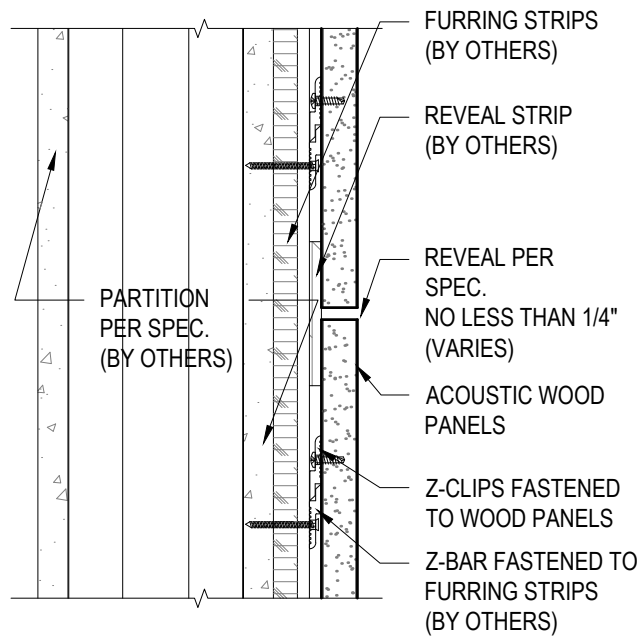 FURRING STRIPS
(BY OTHERS)
REVEAL STRIP
(BY OTHERS)
REVEAL PER
SPEC.
NO LESS THAN 1/4"
(VARIES)
PARTITION
PER SPEC.
(BY OTHERS)
ACOUSTIC WOOD
PANELS
Z-CLIPS FASTENED
TO WOOD PANELS
Z-BAR FASTENED TO
FURRING STRIPS
(BY OTHERS)